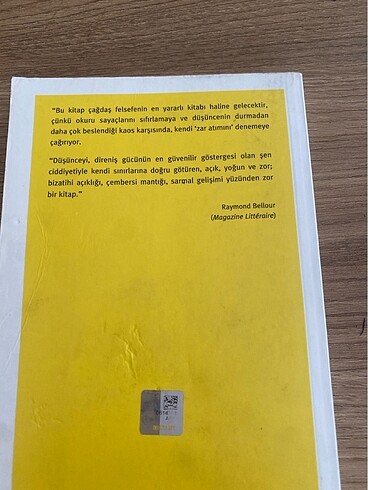 "Bu kitap çağdaş felsefenin en yararlı kitabı haline gelecektir,
çünkü okuru sayaçlarını sıfırlamaya ve düşüncenin durmadan
daha çok beslendiği kaos karşısında, kendi 'zar atımını' denemeye
çağırıyor.
"Düşünceyi, direniş gücünün en güvenilir göstergesi olan şen
ciddiyetiyle kendi sınırlarına doğru götüren, açık, yoğun ve zor;
bizatihi açıklığı, çembersi mantığı, sarmal gelişimi yüzünden zor
bir kitap."
Raymond Bellour
(Magazine Littéraire)